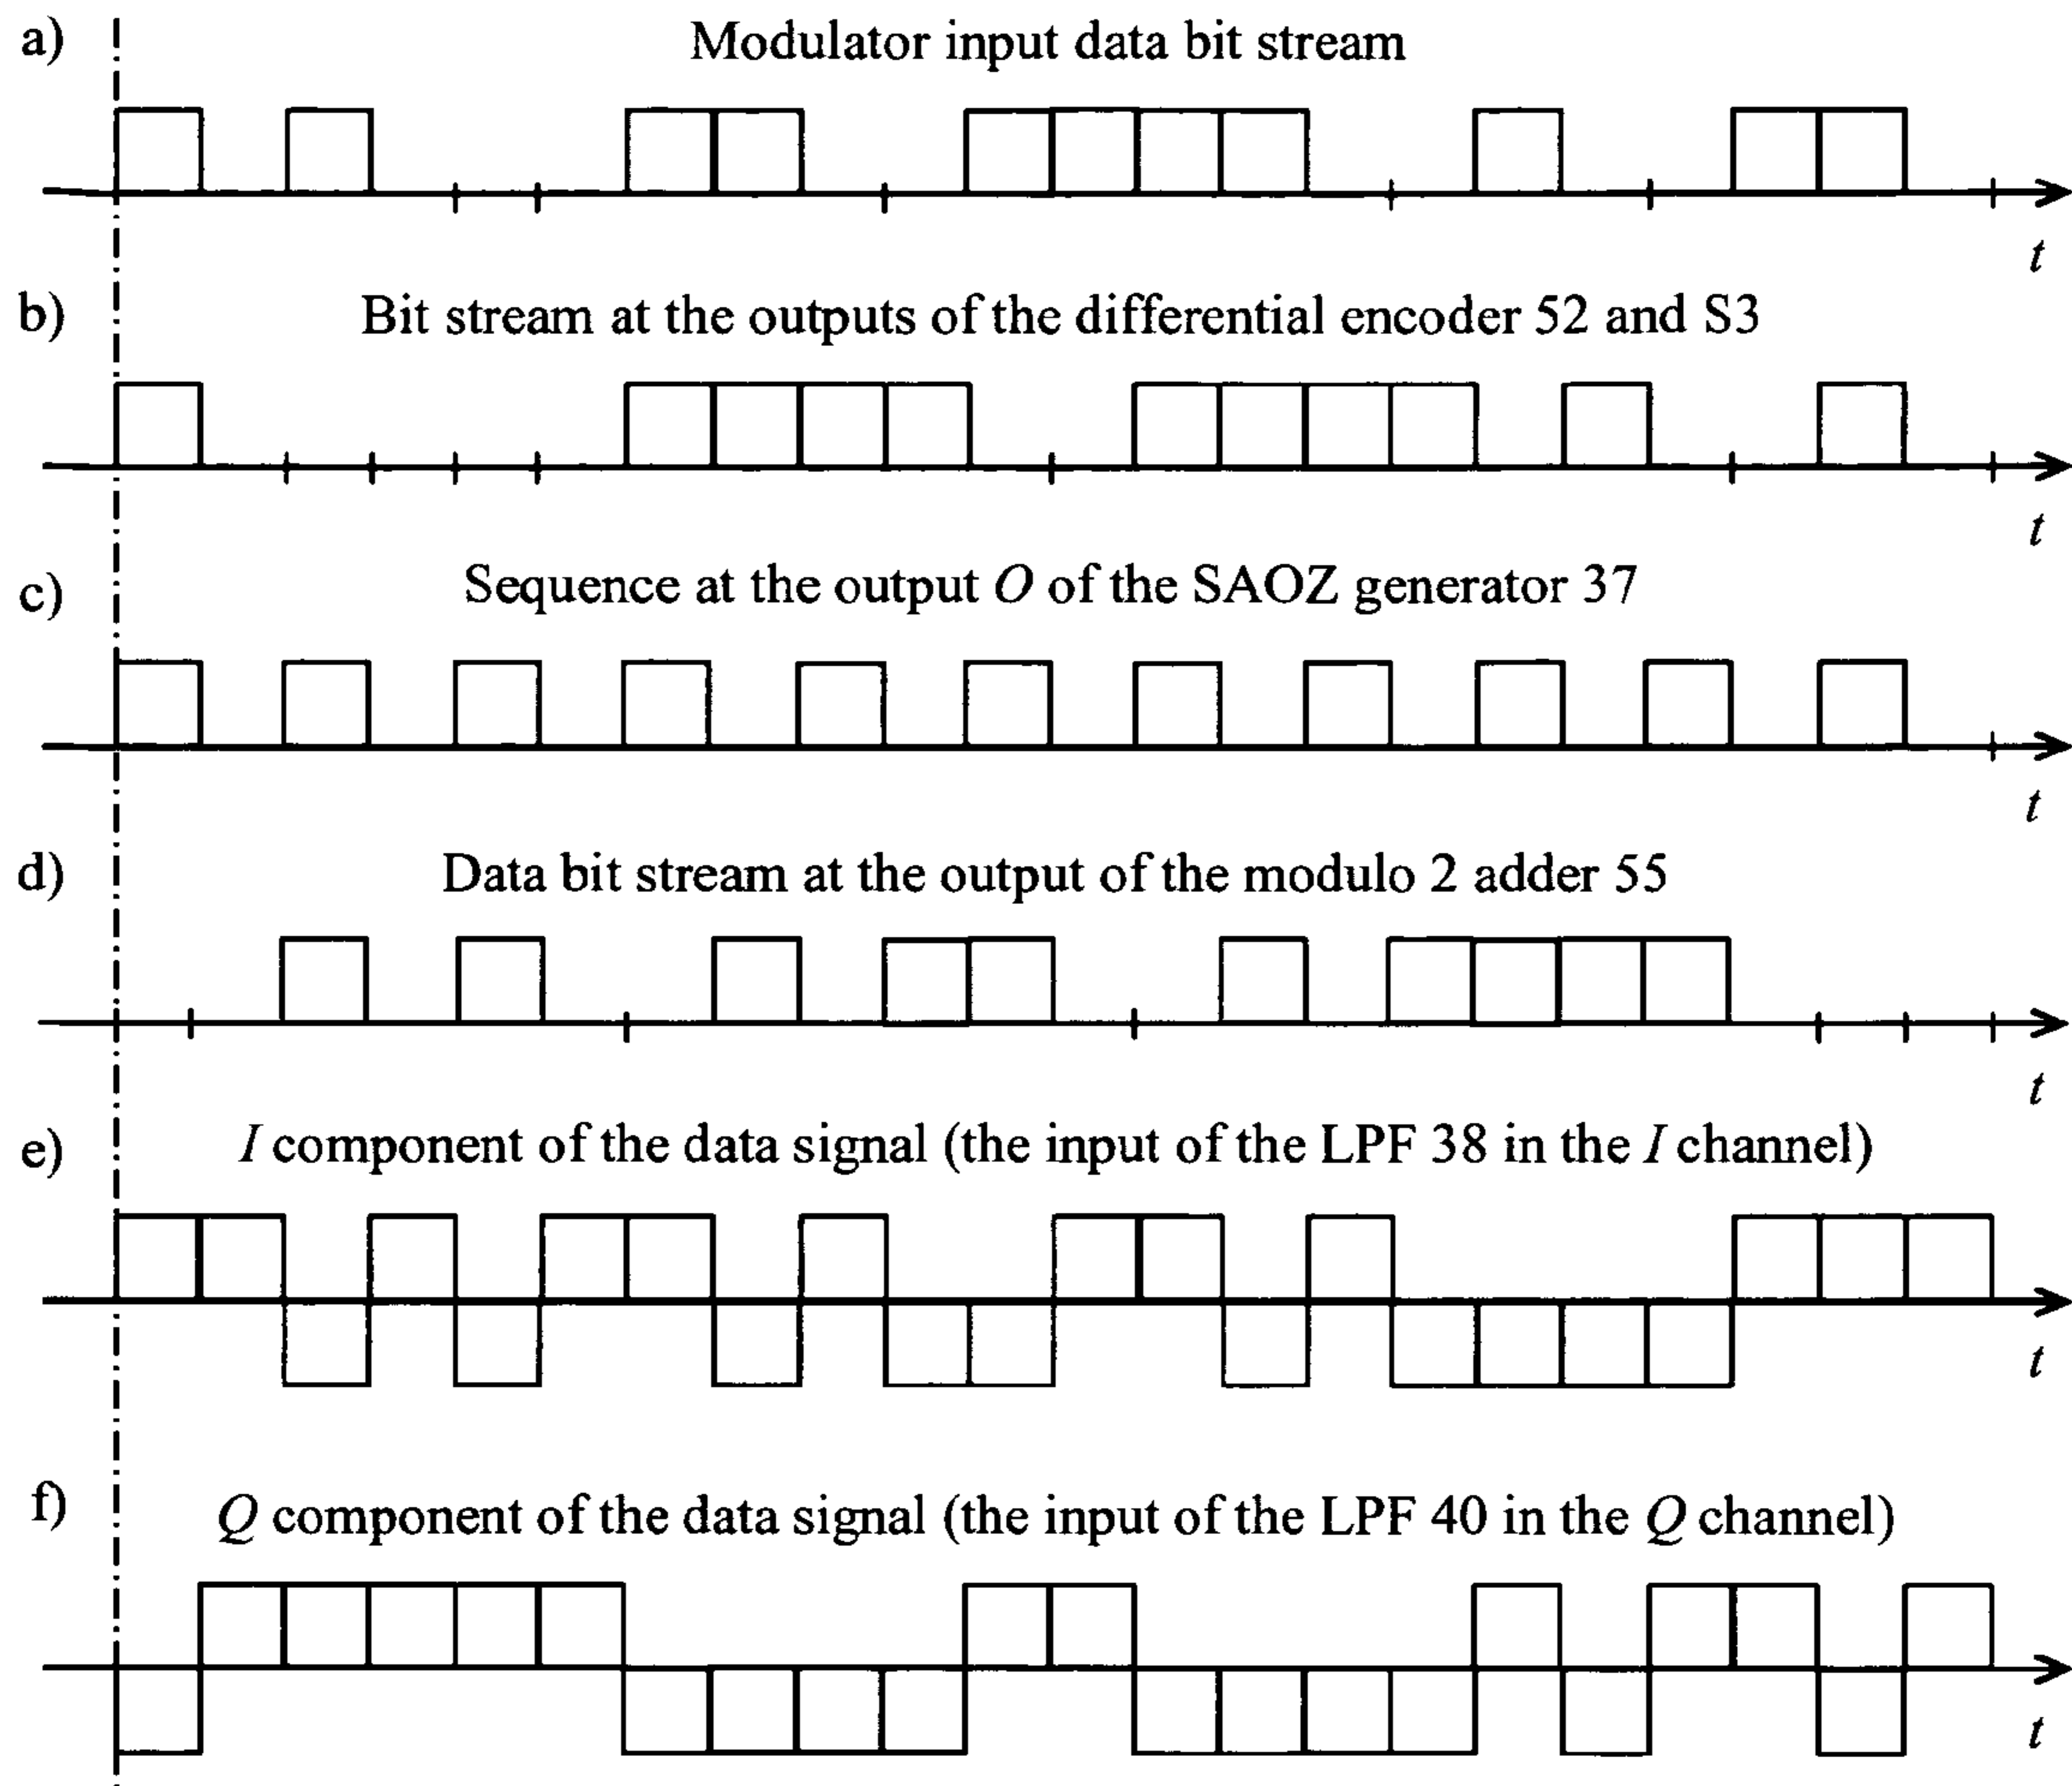 a)
Modulator input data bit stream
t
b)
Bit stream at the outputs of the differential encoder 52 and S3
t
c)
Sequence at the output O of the SAOZ generator 37
t
d)
Data bit stream at the output of the modulo 2 adder 55
t
e)
I component of the data signal (the input of the LPF 38 in the I channel)
t
f)
Q component of the data signal (the input of the LPF 40 in the Q channel)
t